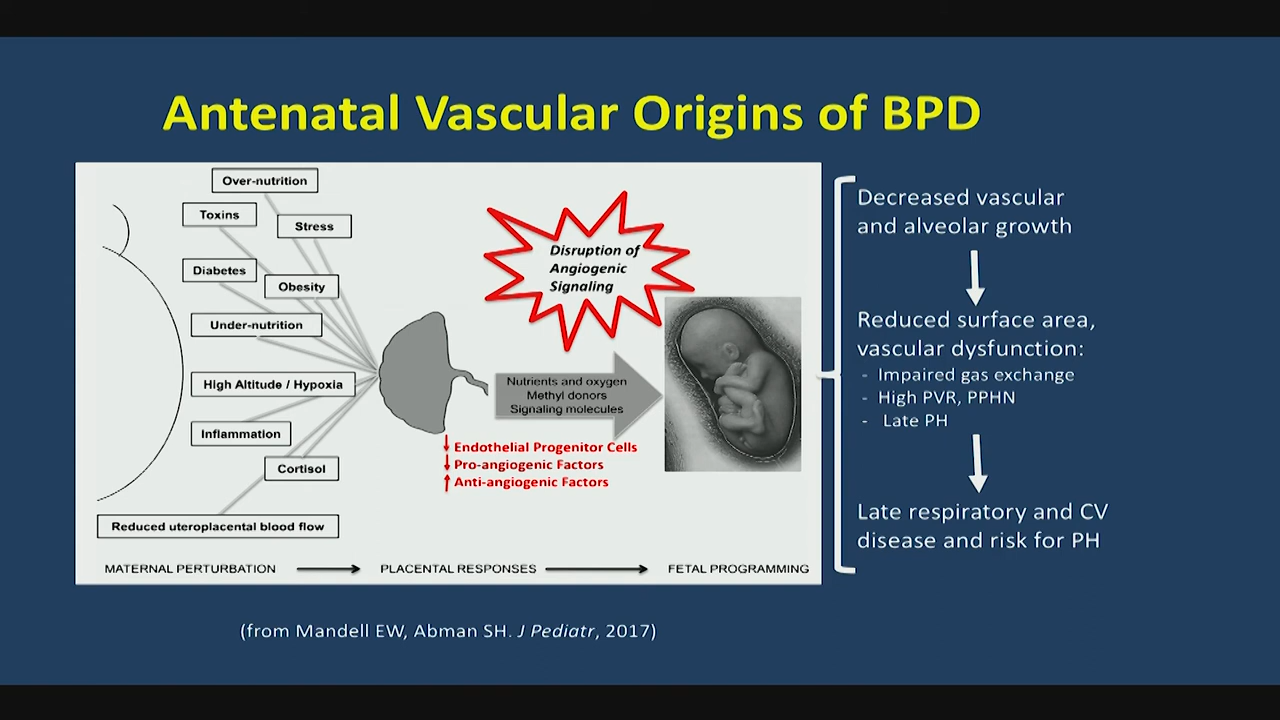 Antenatal Vascular Origins of BPD
Over-nutrition
Toxins
Stress
Diabetes
Obesity
Under-nutrition
High Altitude / Hypoxia
Inflammation
Cortisol
Reduced uteroplacental blood flow
Disruption of
Angiogenic
Signaling
Nutrients and oxygen
Methyl donors
Signaling molecules
↓ Endothelial Progenitor Cells
↓ Pro-angiogenic Factors
↑ Anti-angiogenic Factors
MATERNAL PERTURBATION
PLACENTAL RESPONSES
FETAL PROGRAMMING
Decreased vascular
and alveolar growth
Reduced surface area,
vascular dysfunction:
- Impaired gas exchange
- High PVR, PPHN
- Late PH
Late respiratory and CV
disease and risk for PH
(from Mandell EW, Abman SH. J Pediatr, 2017)